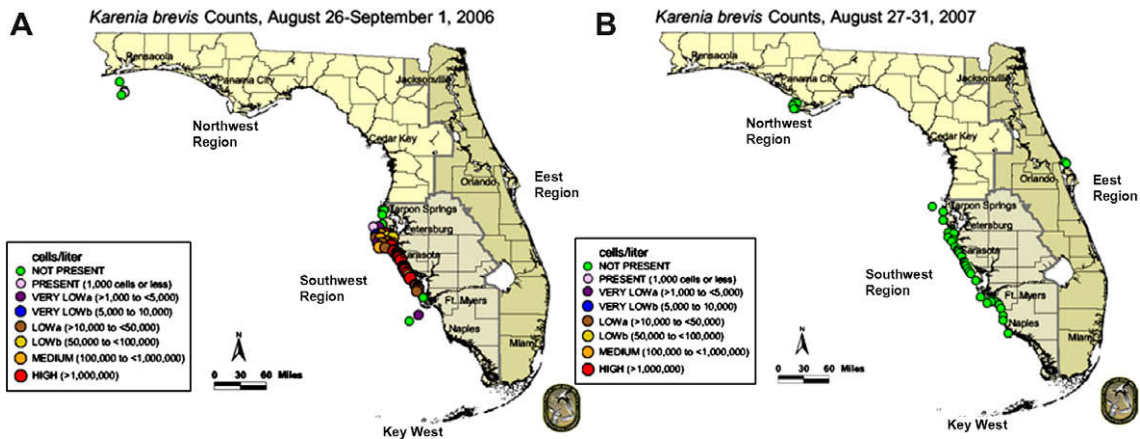 A
Karenia brevis Counts, August 26-September 1, 2006
Pensacola
Panama City
Jacksonville
Northwest
Region
Cedar Key
Orlando
Eest
Region
Tarpon Springs
Petersburg
Sarasota
Southwest
Region
Ft. Myers
Naples
Miami
Key West
cells/liter
NOT PRESENT
PRESENT (1,000 cells or less)
VERY LOWa (>1,000 to <5,000)
VERY LOWb (5,000 to 10,000)
LOWa (>10,000 to <50,000)
LOWb (50,000 to <100,000)
MEDIUM (100,000 to <1,000,000)
HIGH (>1,000,000)
N
0 15 30 60 Miles
B
Karenia brevis Counts, August 27-31, 2007
Panama City
Jacksonville
Northwest
Region
Cedar Key
Orlando
Eest
Region
Tarpon Springs
Petersburg
Sarasota
Southwest
Region
Ft. Myers
Naples
Miami
Key West
cells/liter
NOT PRESENT
PRESENT (1,000 cells or less)
VERY LOWa (>1,000 to <5,000)
VERY LOWb (5,000 to 10,000)
LOWa (>10,000 to <50,000)
LOWb (50,000 to <100,000)
MEDIUM (100,000 to <1,000,000)
HIGH (>1,000,000)
N
0 15 30 60 Miles